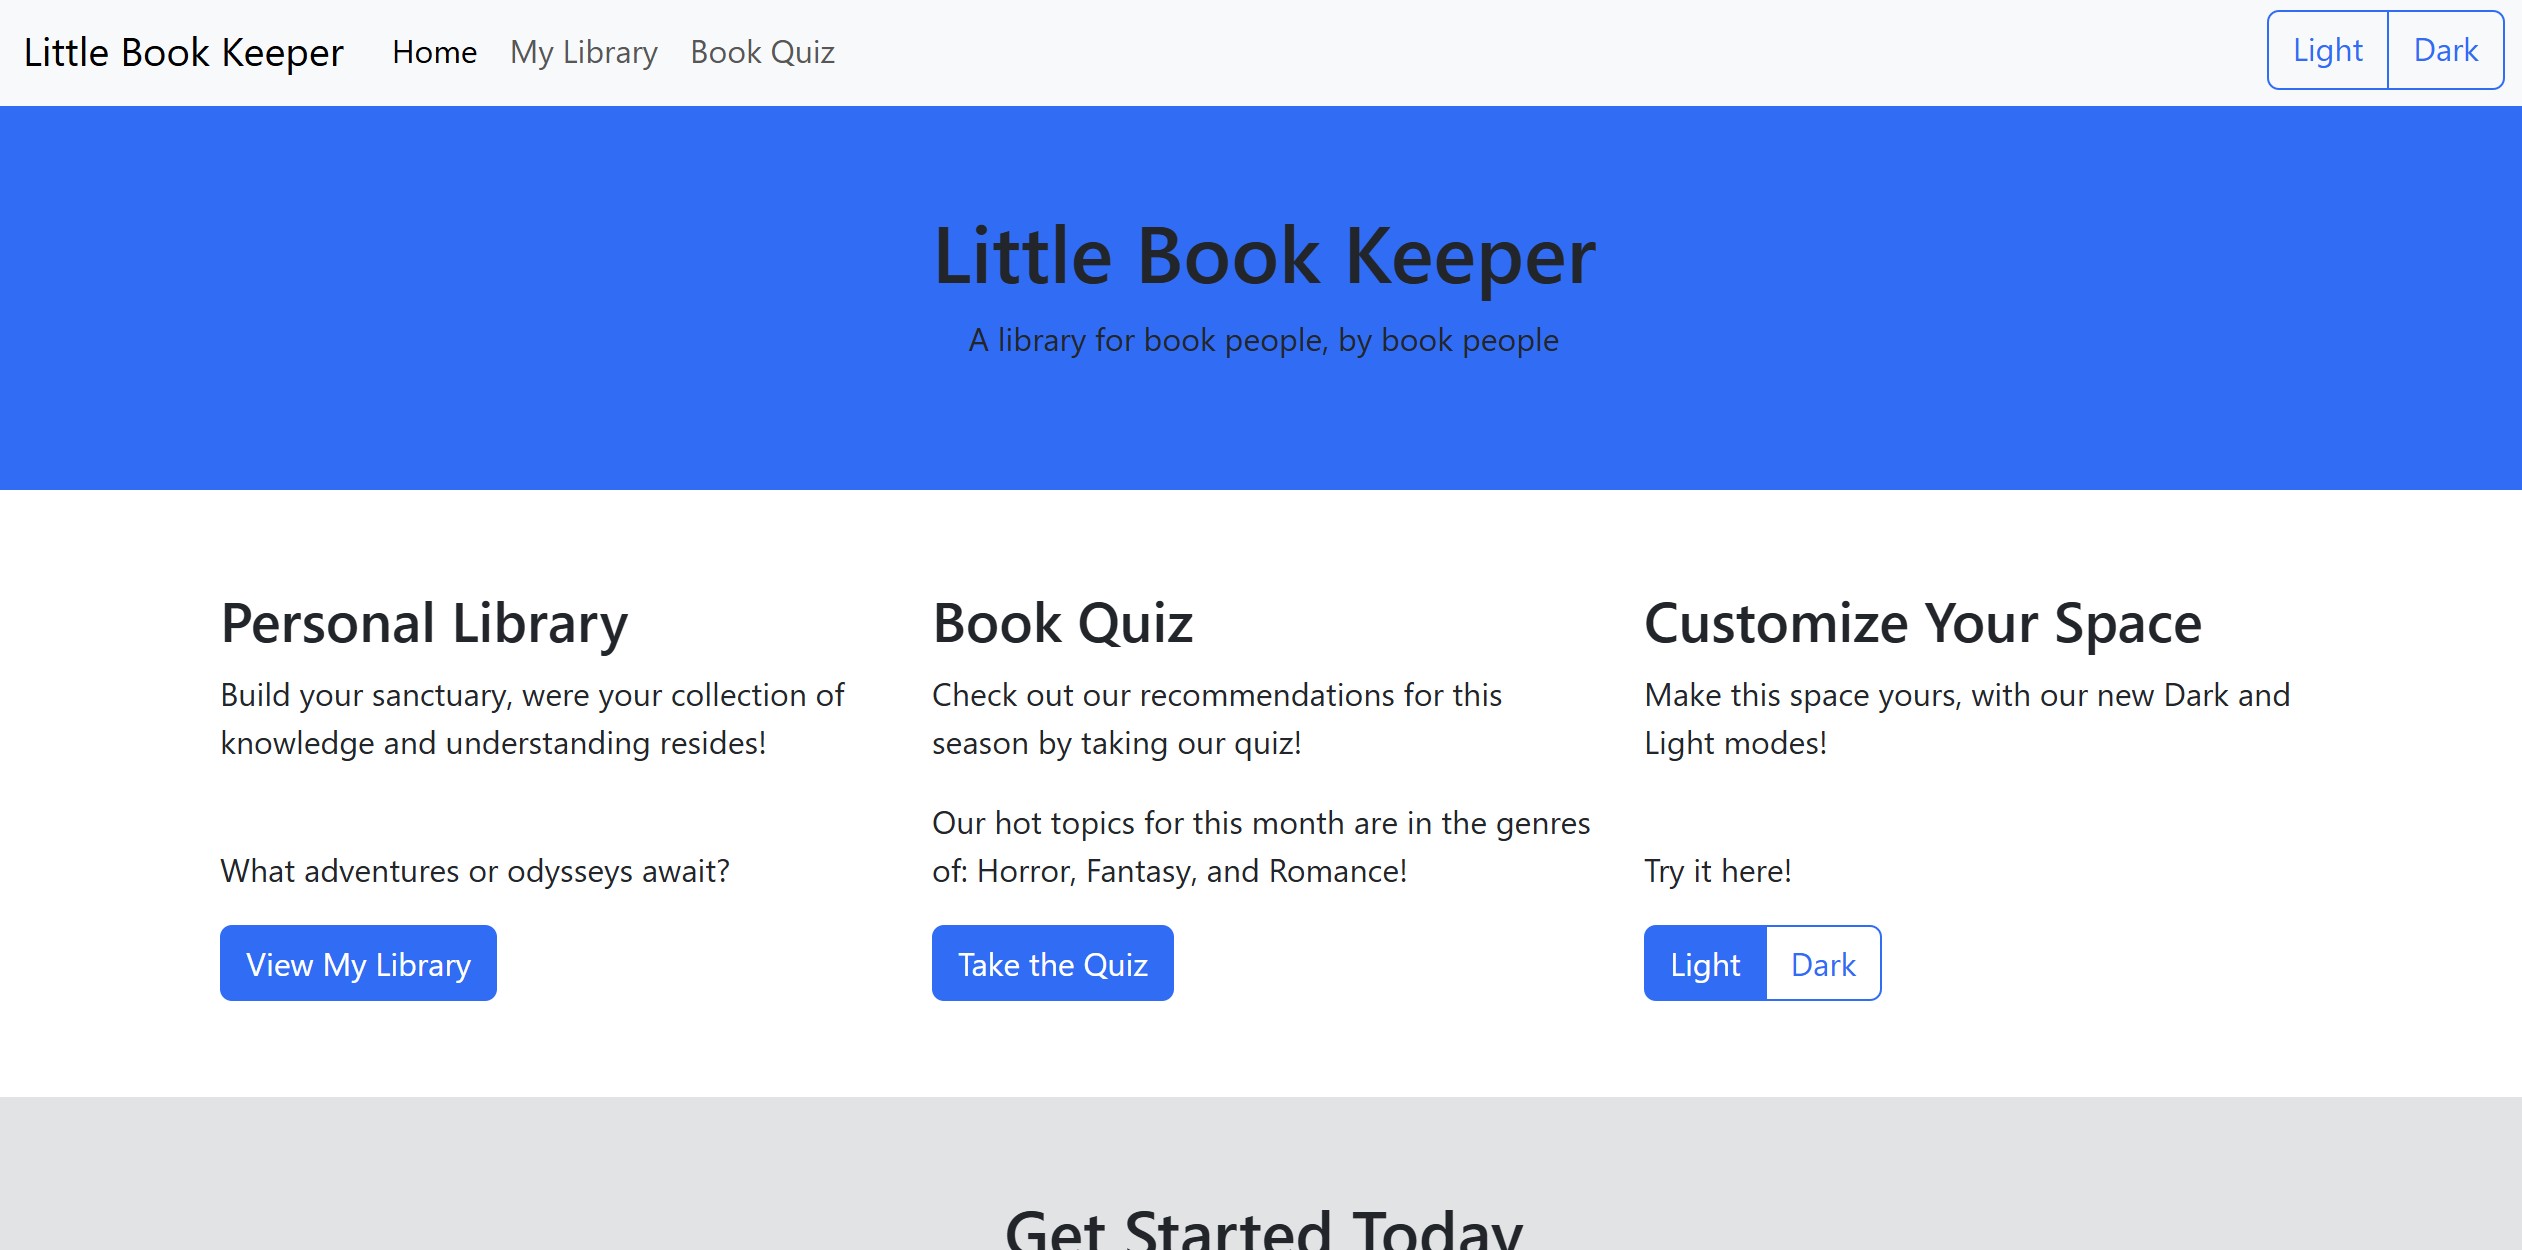 Little Book Keeper Home My Library Book Quiz Light Dark
Little Book Keeper
A library for book people, by book people
Personal Library
Build your sanctuary, were your collection of
knowledge and understanding resides!
What adventures or odysseys await?
View My Library
Book Quiz
Check out our recommendations for this
season by taking our quiz!
Our hot topics for this month are in the genres
of: Horror, Fantasy, and Romance!
Take the Quiz
Customize Your Space
Make this space yours, with our new Dark and
Light modes!
Try it here!
Light Dark
Get Started Today